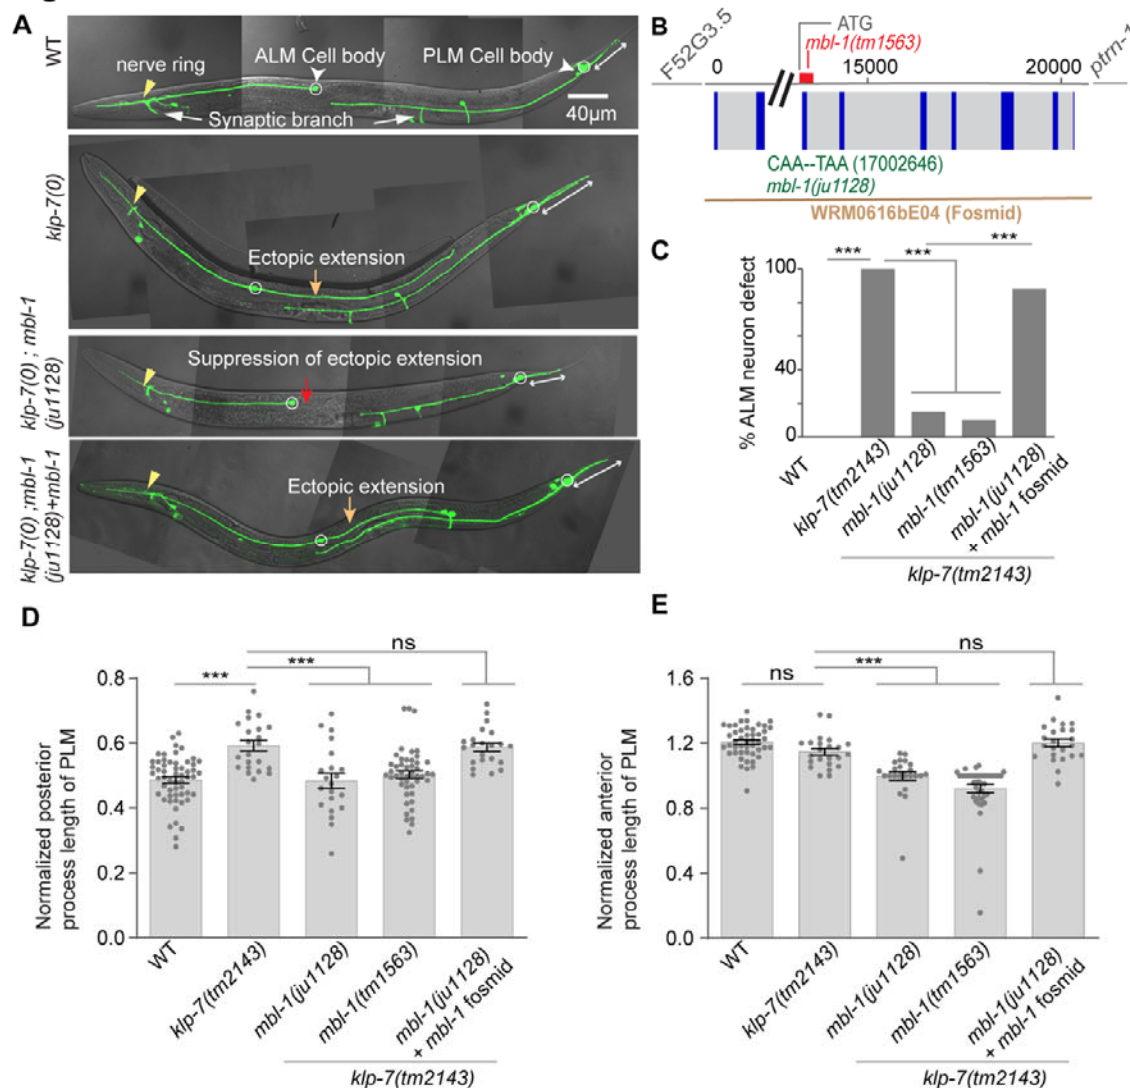 A
WT
nerve ring
ALM Cell body
PLM Cell body
Synaptic branch
40µm
klp-7(0)
Ectopic extension
klp-7(0) ; mbl-1
(ju1128)
Suppression of ectopic extension
klp-7(0) ;mbl-1
(ju1128)+mbl-1
Ectopic extension
B
F52G3.5
ATG
mbl-1(tm1563)
ptrn-1
0
15000
20000
CAA--TAA (17002646)
mbl-1(ju1128)
WRM0616bE04 (Fosmid)
C
% ALM neuron defect
100
40
0
***
***
***
WT
klp-7(tm2143)
mbl-1(ju1128)
mbl-1(tm1563)
mbl-1(ju1128)
+ mbl-1 fosmid
klp-7(tm2143)
D
Normalized posterior
process length of PLM
0.8
0.6
0.4
0.2
0.0
***
***
ns
WT
klp-7(tm2143)
mbl-1(ju1128)
mbl-1(tm1563)
mbl-1(ju1128)
+ mbl-1 fosmid
klp-7(tm2143)
E
Normalized anterior
process length of PLM
1.6
1.2
0.8
0.4
0.0
ns
***
ns
WT
klp-7(tm2143)
mbl-1(ju1128)
mbl-1(tm1563)
mbl-1(ju1128)
+ mbl-1 fosmid
klp-7(tm2143)